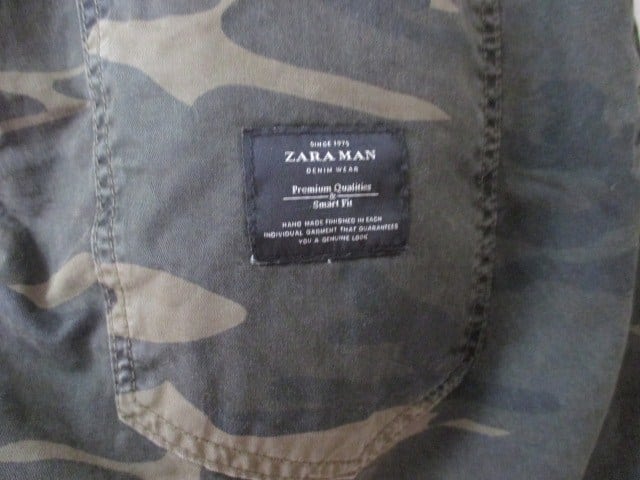 SINCE 1975
ZARA MAN
DENIM WEAR
Premium Qualities
&
Smart Fit
HAND MADE FINISHED IN EACH
INDIVIDUAL GARMENT THAT GUARANTEES
YOU A GENUINE LOOK